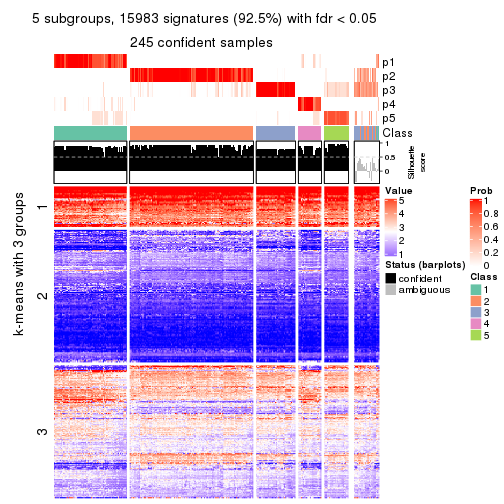 5 subgroups, 15983 signatures (92.5%) with fdr < 0.05
245 confident samples
p1
p2
p3
p4
p5
Class
1
0.5
0
Silhouette
score
k-means with 3 groups
1
2
3
Value
5
4
3
2
1
Status (barplots)
confident
ambiguous
Prob
1
0.8
0.6
0.4
0.2
0
Class
1
2
3
4
5